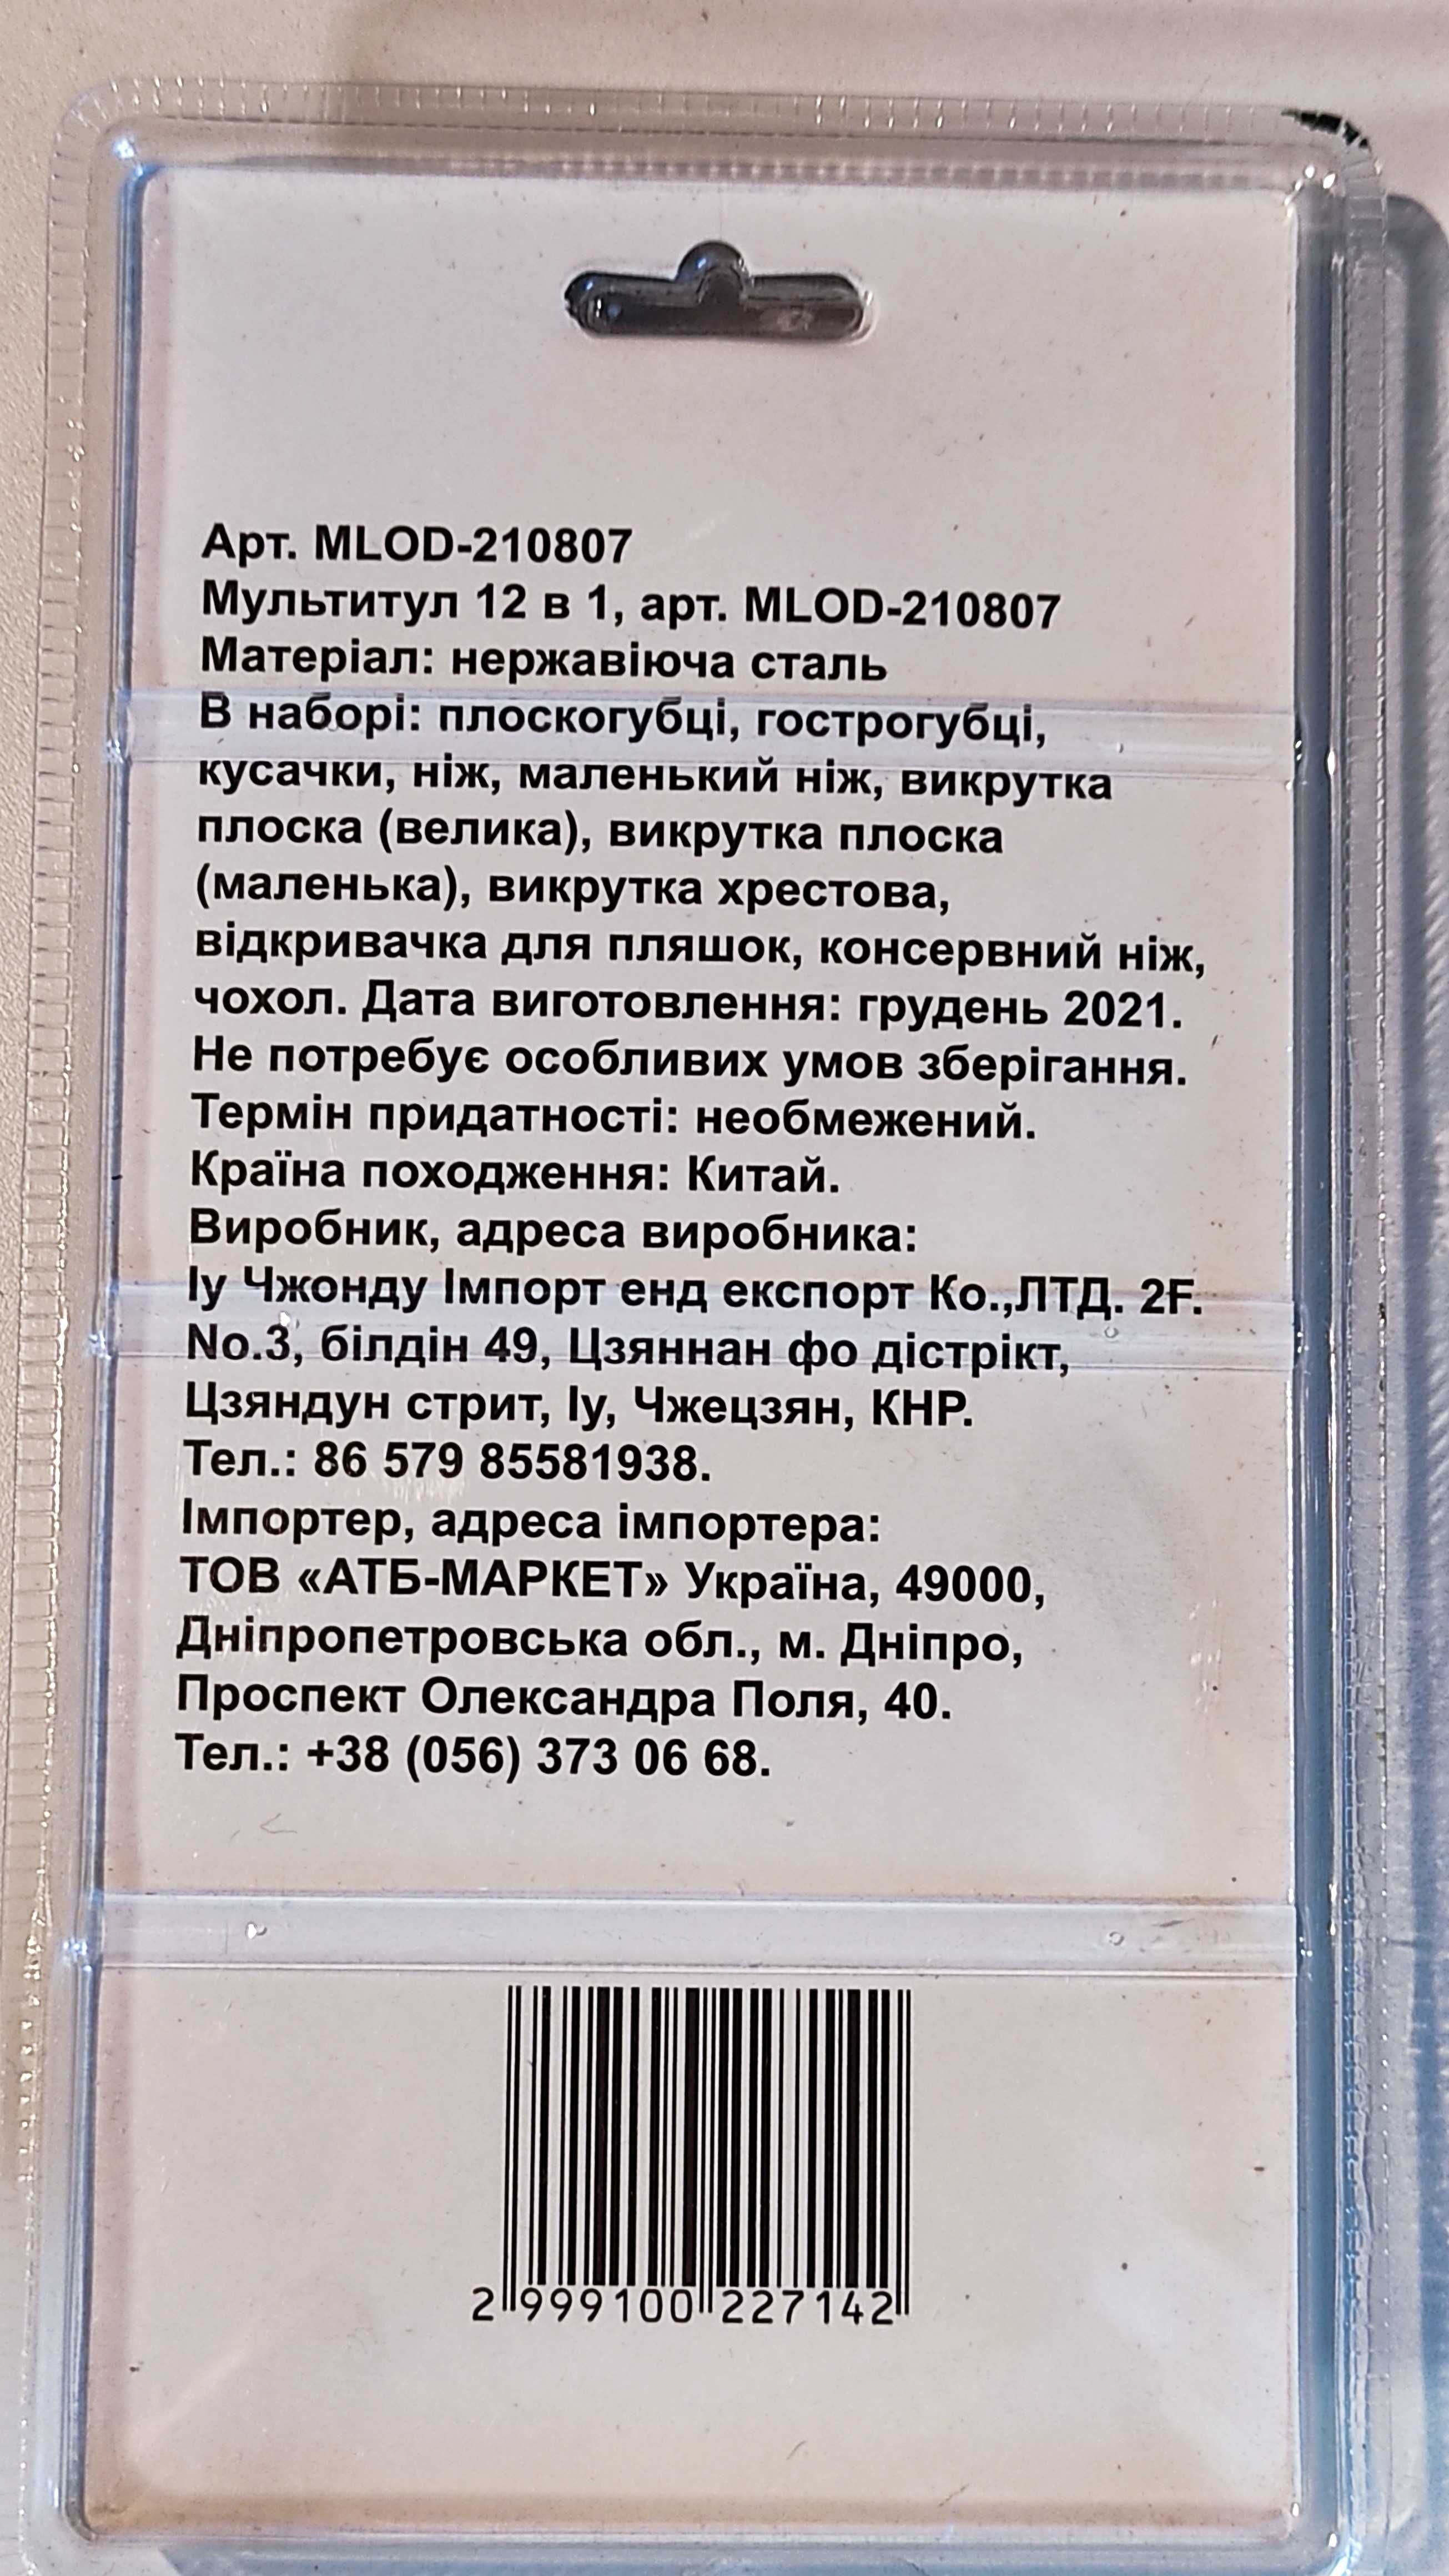 Арт. MLOD-210807
Мультитул 12 в 1, арт. MLOD-210807
Матеріал: нержавіюча сталь
В наборі: плоскогубці, гострогубці,
кусачки, ніж, маленький ніж, викрутка
плоска (велика), викрутка плоска
(маленька), викрутка хрестова,
відкривачка для пляшок, консервний ніж,
чохол. Дата виготовлення: грудень 2021.
Не потребує особливих умов зберігання.
Термін придатності: необмежений.
Країна походження: Китай.
Виробник, адреса виробника:
Іу Чжонду Імпорт енд експорт Ко.,ЛТД. 2F.
No.3, білдін 49, Цзяннан фо дістрікт,
Цзяндун стрит, Іу, Чжецзян, КНР.
Тел.: 86 579 85581938.
Імпортер, адреса імпортера:
ТОВ «АТБ-МАРКЕТ» Україна, 49000,
Дніпропетровська обл., м. Дніпро,
Проспект Олександра Поля, 40.
Тел.: +38 (056) 373 06 68.
2 999100 227142